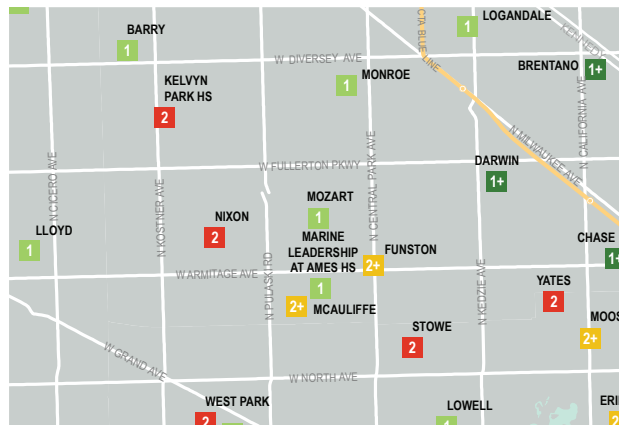 BARRY
1
LOGANDALE
1
CTA BLUE LINE
KENNEDY
W DIVERSEY AVE
BRENTANO
1+
KELVYN
PARK HS
2
MONROE
1
N MILWAUKEE AVE
N CALIFORNIA AVE
N CICERO AVE
N KOSTNER AVE
W FULLERTON PKWY
N CENTRAL PARK AVE
DARWIN
1+
MOZART
1
NIXON
2
LLOYD
1
MARINE
LEADERSHIP
AT AMES HS
1
FUNSTON
2+
CHASE
1+
W ARMITAGE AVE
N PULASKI RD
N KEDZIE AVE
2+
MCAULIFFE
YATES
2
STOWE
2
MOOS
2+
W GRAND AVE
W NORTH AVE
WEST PARK
2
LOWELL
1
ERI
2